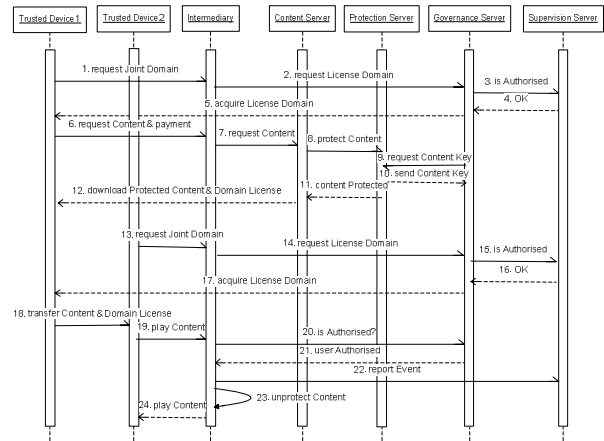 Trusted Device1
Trusted Device2
Intermediary
Content Server
Protection Server
Governance Server
Supervision Server
1. request Joint Domain
2. request License Domain
3. is Authorised
4. OK
5. acquire License Domain
6. request Content & payment
7. request Content
8. protect Content
9. request Content Key
10. send Content Key
11. content Protected
12. download Protected Content & Domain License
13. request Joint Domain
14. request License Domain
15. is Authorised
16. OK
17. acquire License Domain
18. transfer Content & Domain License
19. play Content
20. is Authorised?
21. user Authorised
22. report Event
23. unprotect Content
24. play Content